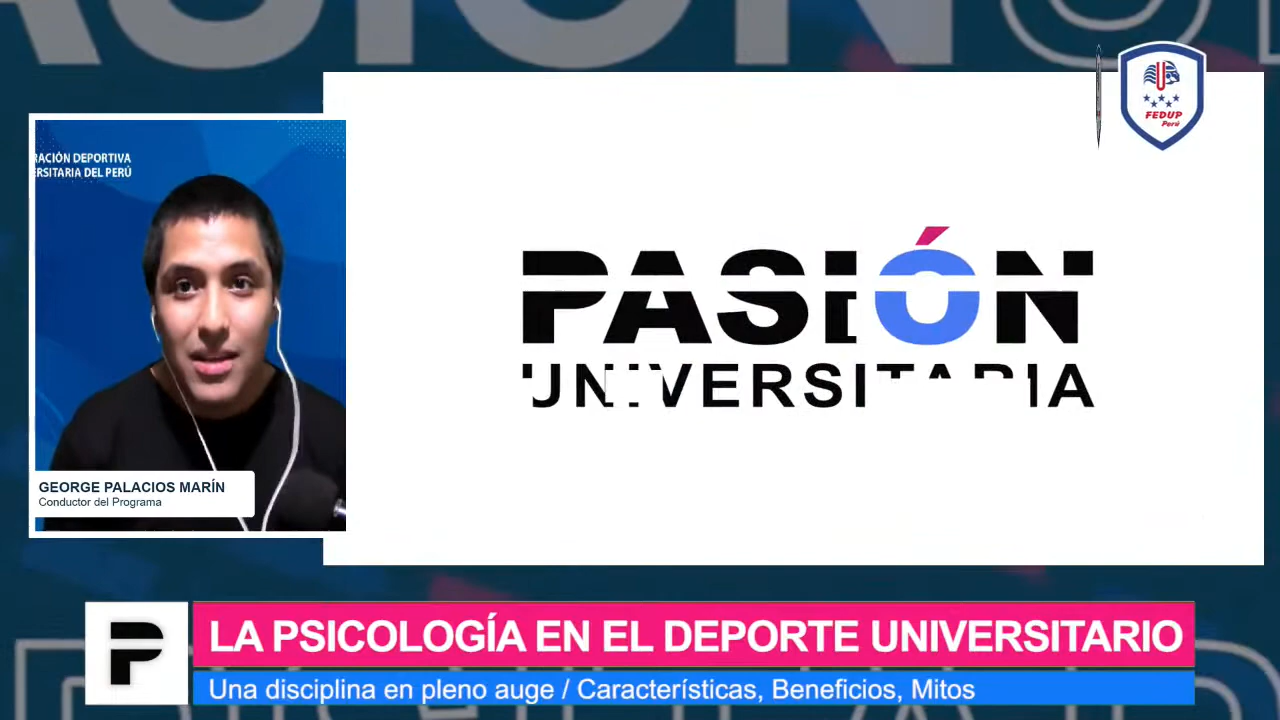 FEDUP
Perú
RACIÓN DEPORTIVA
RSITARIA DEL PERÚ
PASIÓN
UNIVERSITARIA
GEORGE PALACIOS MARÍN
Conductor del Programa
P
LA PSICOLOGÍA EN EL DEPORTE UNIVERSITARIO
Una disciplina en pleno auge / Características, Beneficios, Mitos